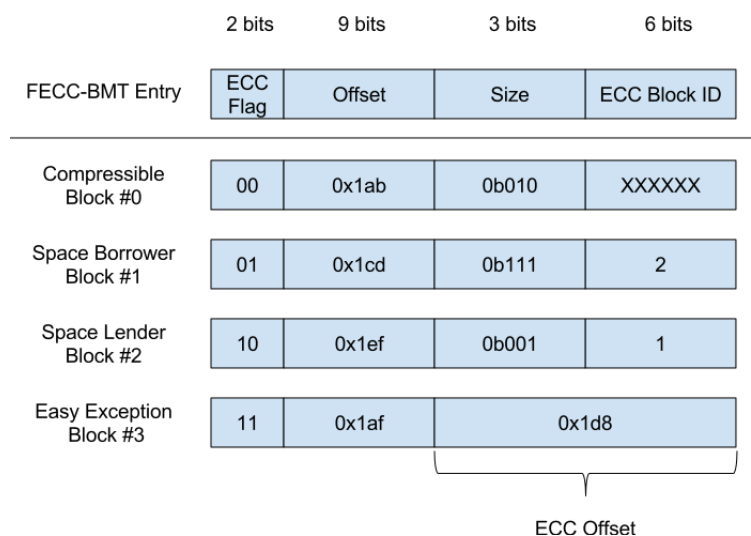 2 bits 9 bits 3 bits 6 bits
FECC-BMT Entry ECC Flag Offset Size ECC Block ID
Compressible
Block #0 00 0x1ab 0b010 XXXXXX
Space Borrower
Block #1 01 0x1cd 0b111 2
Space Lender
Block #2 10 0x1ef 0b001 1
Easy Exception
Block #3 11 0x1af 0x1d8
ECC Offset